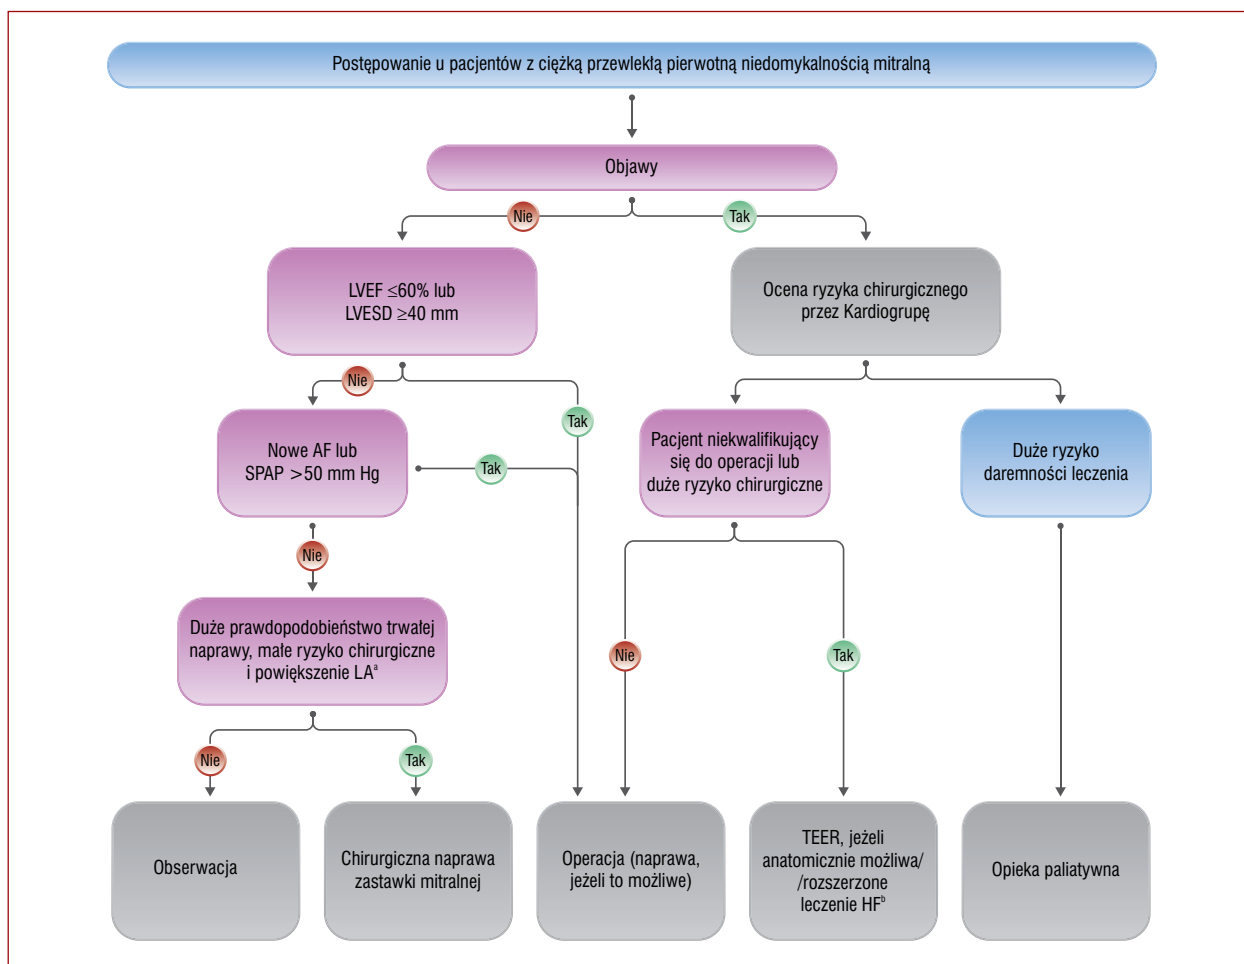 Postępowanie u pacjentów z ciężką przewlekłą pierwotną niedomykalnością mitralną
Objawy
Nie
Tak
LVEF ≤60% lub
LVESD ≥40 mm
Ocena ryzyka chirurgicznego
przez Kardiogrupę
Nie
Tak
Nowe AF lub
SPAP >50 mm Hg
Tak
Pacjent niekwalifikujący
się do operacji lub
duże ryzyko chirurgiczne
Duże ryzyko
daremności leczenia
Nie
Duże prawdopodobieństwo trwałej
naprawy, małe ryzyko chirurgiczne
i powiększenie LAª
Nie
Tak
Nie
Tak
Obserwacja
Chirurgiczna naprawa
zastawki mitralnej
Operacja (naprawa,
jeżeli to możliwe)
TEER, jeżeli
anatomicznie możliwa/
/rozszerzone
leczenie HFᵇ
Opieka paliatywna